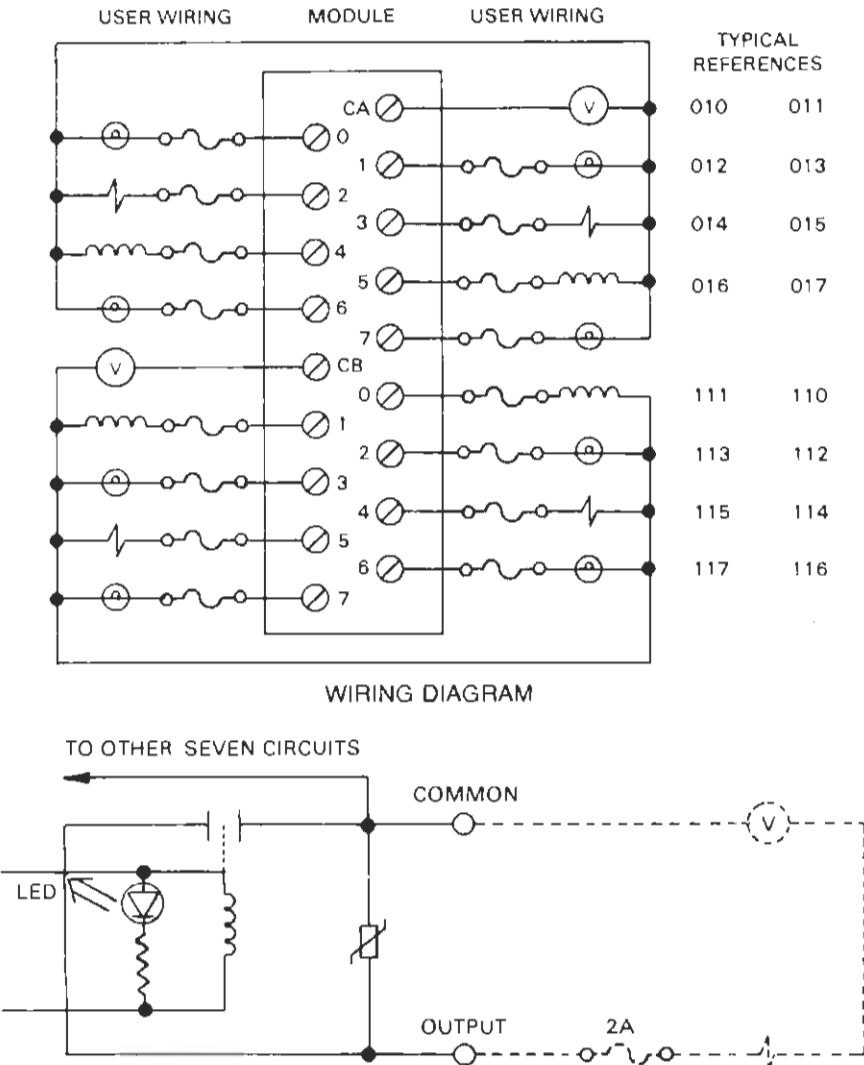 USER WIRING MODULE USER WIRING
TYPICAL
REFERENCES
CA V 010 011
0
1 012 013
2
3 014 015
4
5 016 017
6
7
V CB
0 111 110
1
2 113 112
3
4 115 114
5
6 117 116
7
WIRING DIAGRAM
TO OTHER SEVEN CIRCUITS
COMMON
V
LED
OUTPUT 2A